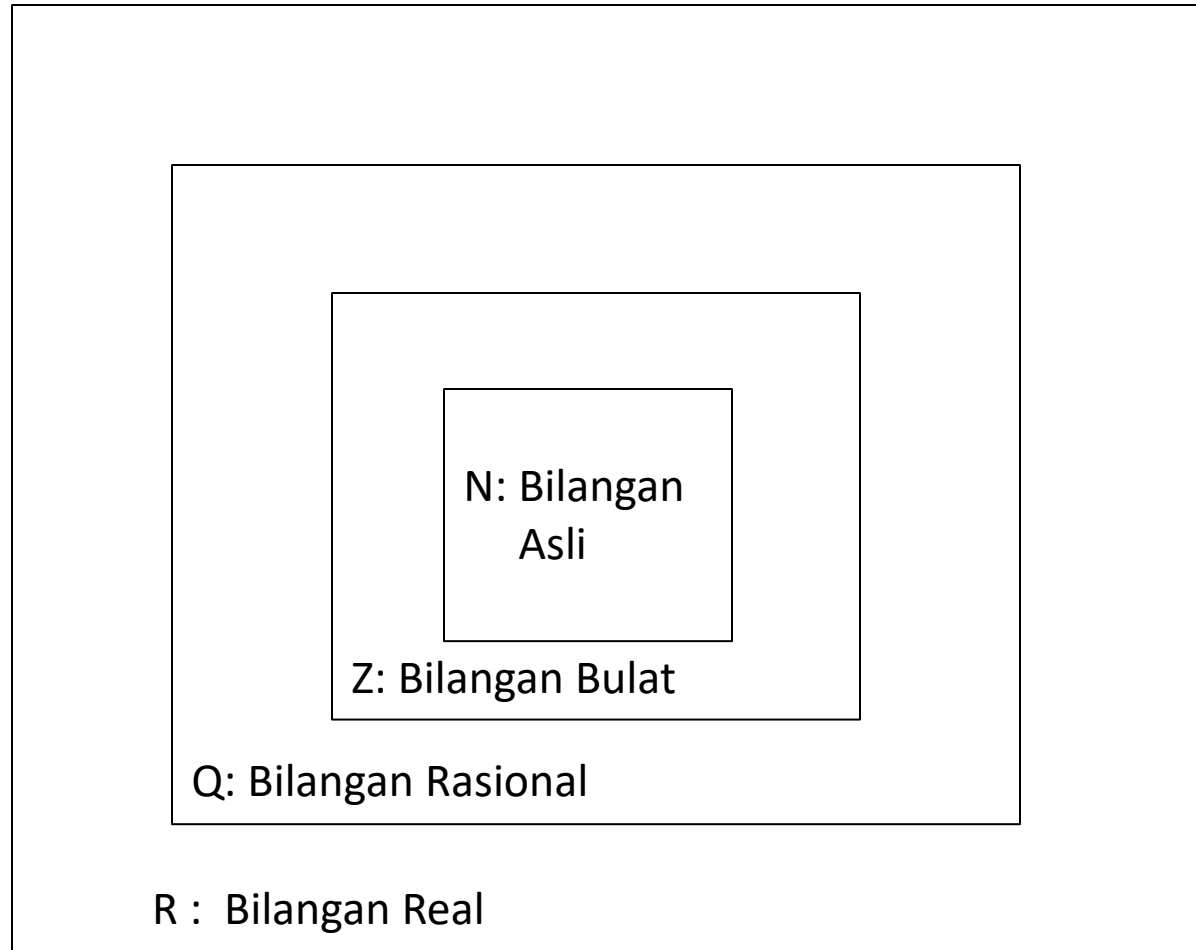 N: Bilangan
Asli
Z: Bilangan Bulat
Q: Bilangan Rasional
R : Bilangan Real